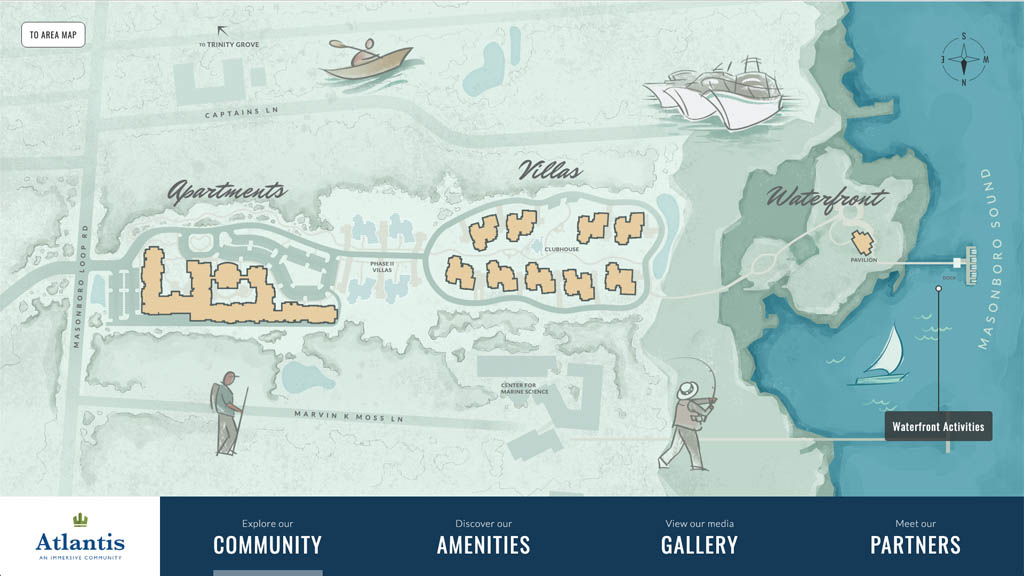 TO AREA MAP
TO TRINITY GROVE
CAPTAINS LN
S
E
W
N
Villas
Apartments
Waterfront
MASONBORO SOUND
MASONBORO LOOP RD
CLUBHOUSE
PHASE II
VILLAS
PAVILION
DOCK
CENTER FOR
MARINE SCIENCE
MARVIN K MOSS LN
Waterfront Activities
Atlantis
AN IMMERSIVE COMMUNITY
Explore our
COMMUNITY
Discover our
AMENITIES
View our media
GALLERY
Meet our
PARTNERS